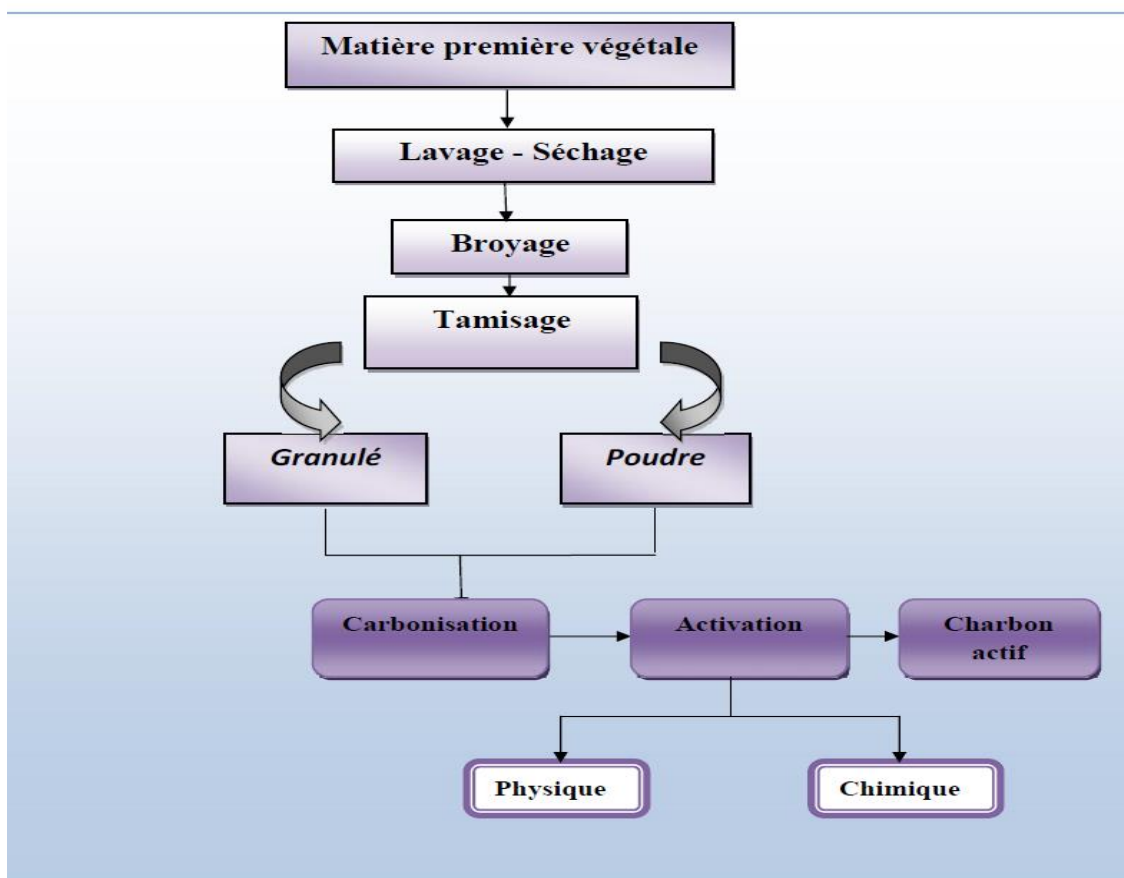 Matière première végétale
Lavage - Séchage
Broyage
Tamisage
Granulé
Poudre
Carbonisation
Activation
Charbon
actif
Physique
Chimique